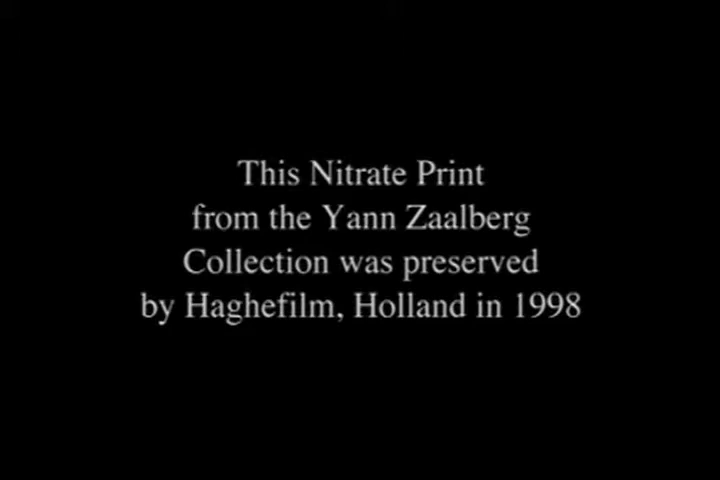 This Nitrate Print
from the Yann Zaalberg
Collection was preserved
by Haghefilm, Holland in 1998